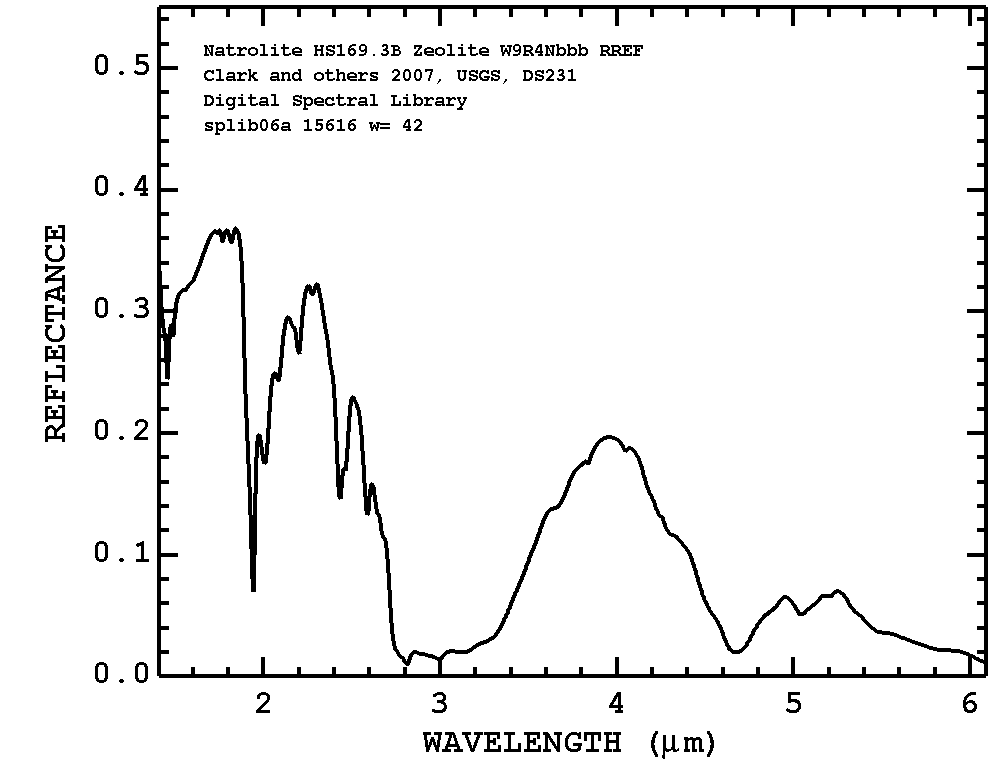 Natrolite HS169.3B Zeolite W9R4Nbbb RREF
Clark and others 2007, USGS, DS231
Digital Spectral Library
splib06a 15616 w= 42
0.5
0.4
0.3
0.2
0.1
0.0
REFLECTANCE
2 3 4 5 6
WAVELENGTH (μm)